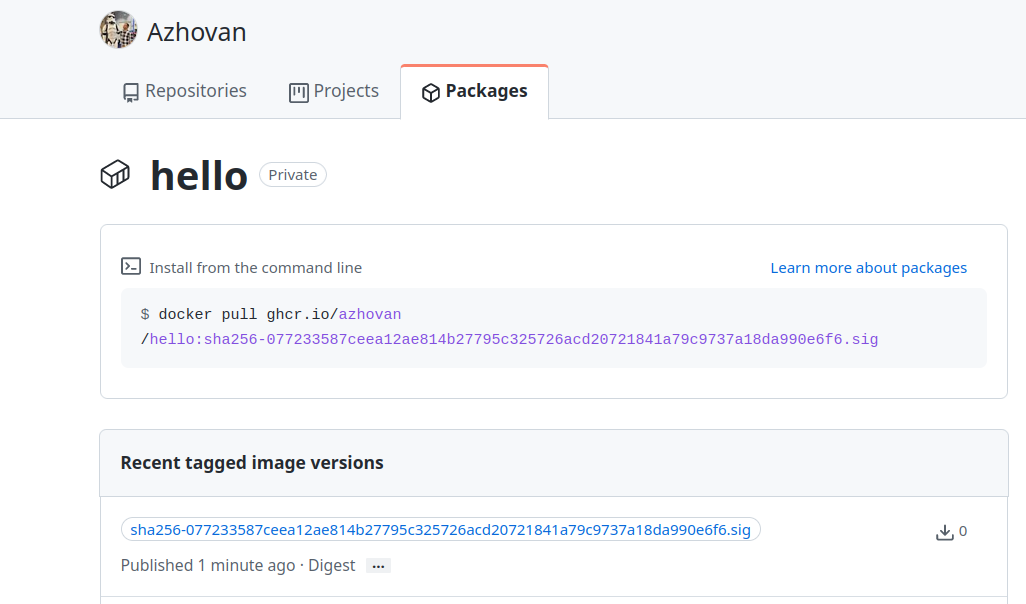 Azhovan
Repositories Projects Packages
hello Private
Install from the command line Learn more about packages
$ docker pull ghcr.io/azhovan
/hello:sha256-077233587ceea12ae814b27795c325726acd20721841a79c9737a18da990e6f6.sig
Recent tagged image versions
sha256-077233587ceea12ae814b27795c325726acd20721841a79c9737a18da990e6f6.sig 0
Published 1 minute ago · Digest ...